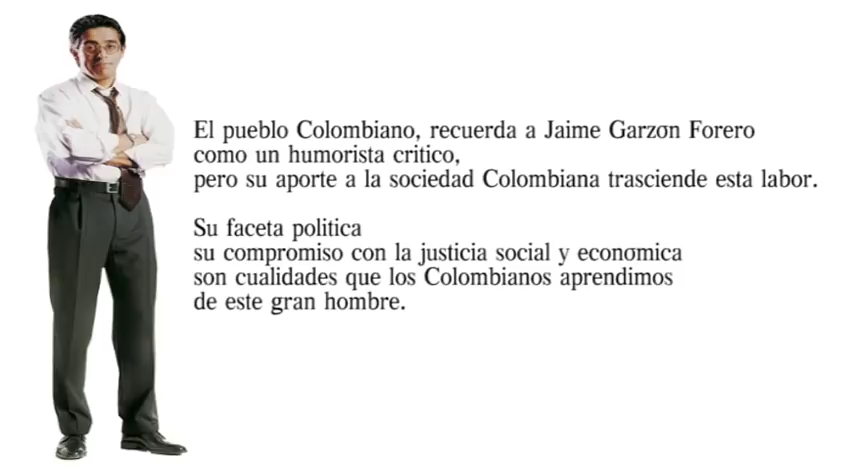 El pueblo Colombiano, recuerda a Jaime Garzon Forero
como un humorista critico,
pero su aporte a la sociedad Colombiana trasciende esta labor.
Su faceta politica
su compromiso con la justicia social y economica
son cualidades que los Colombianos aprendimos
de este gran hombre.